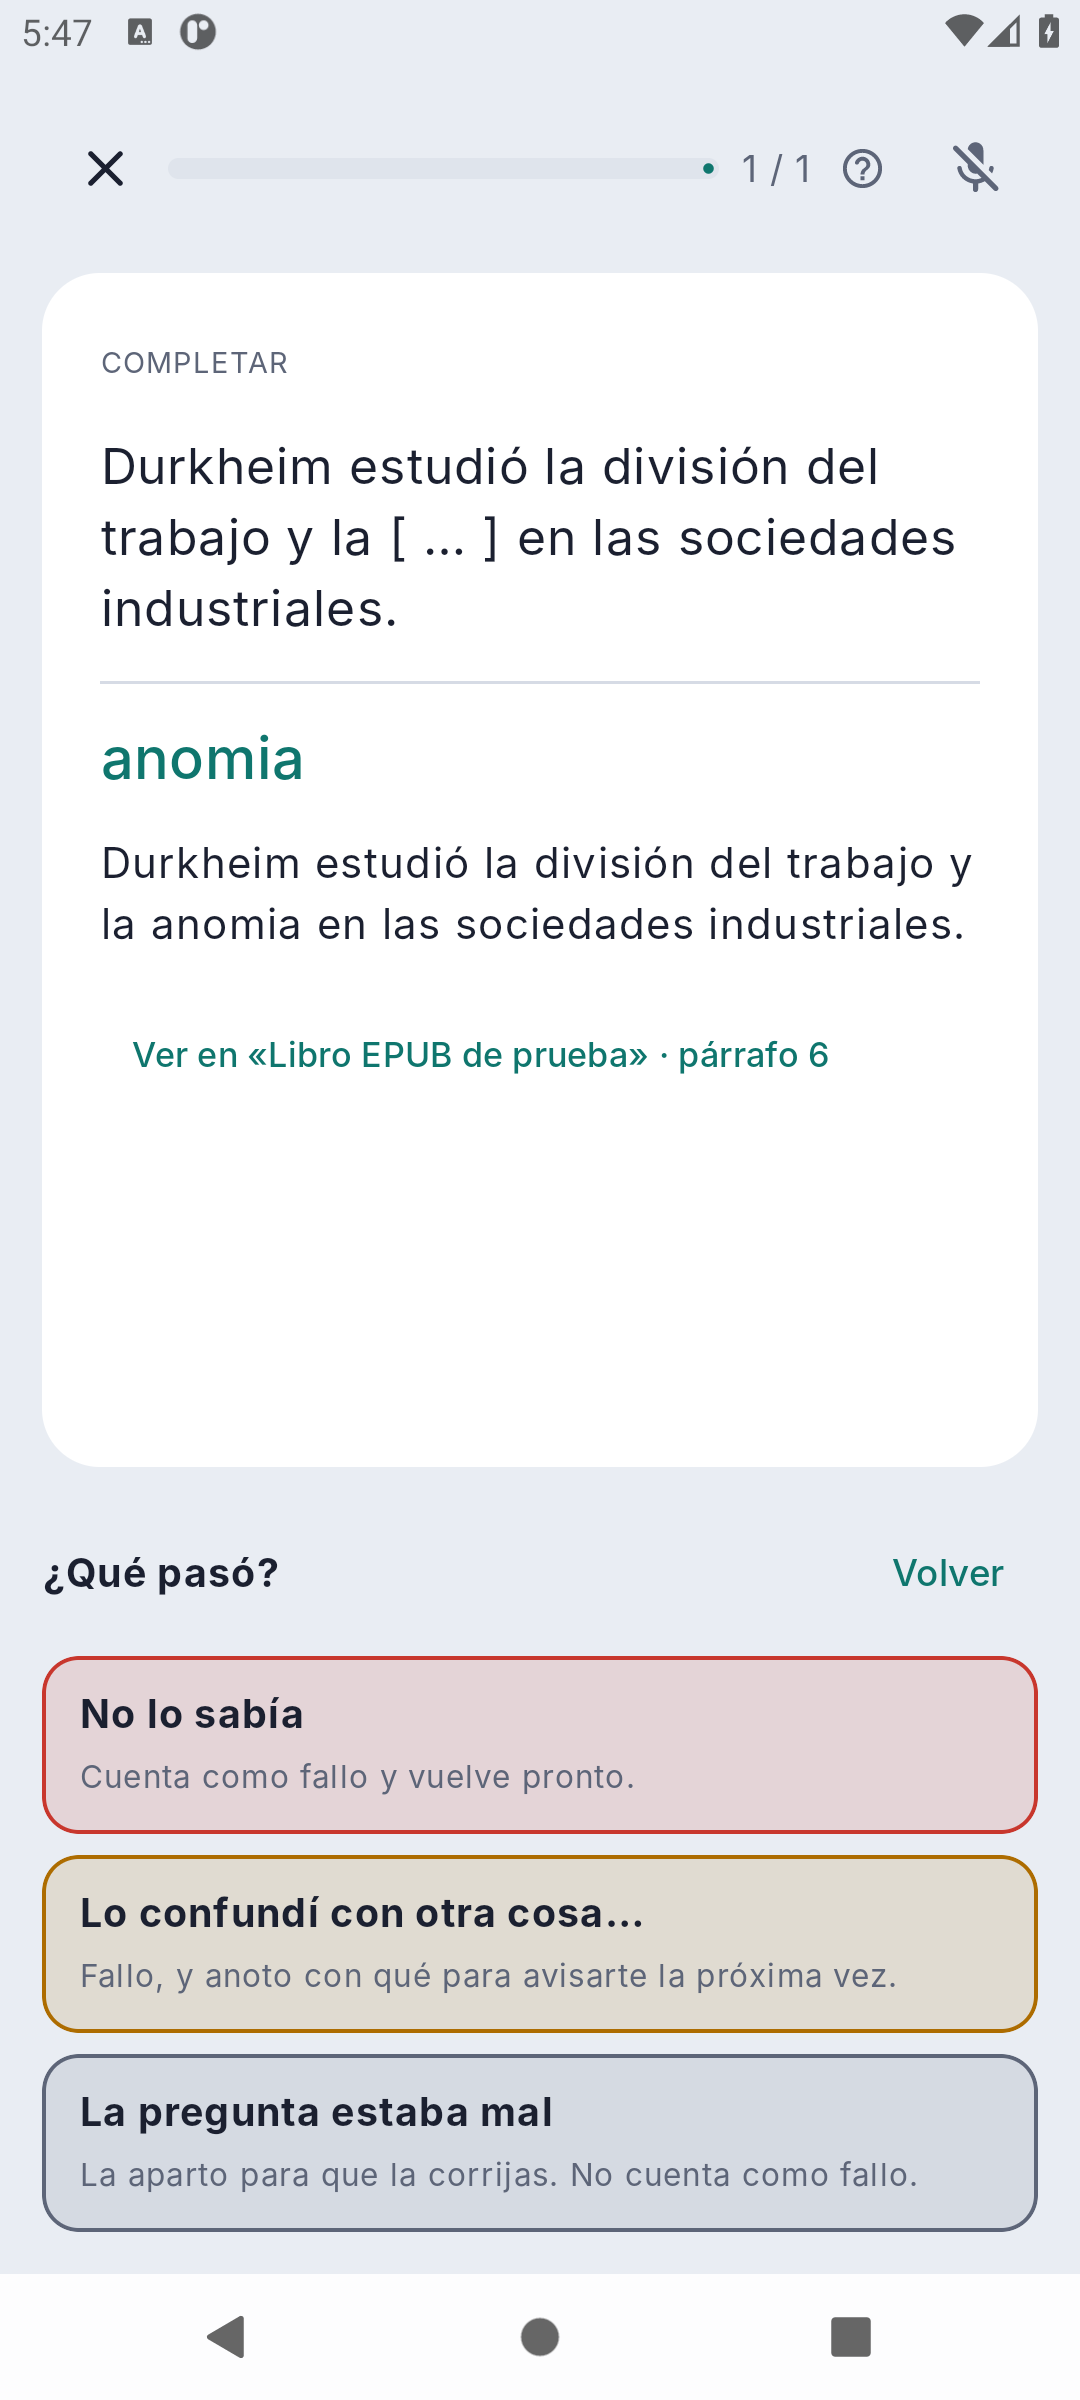 5:47
1 / 1
COMPLETAR
Durkheim estudió la división del
trabajo y la [ ... ] en las sociedades
industriales.
anomia
Durkheim estudió la división del trabajo y
la anomia en las sociedades industriales.
Ver en «Libro EPUB de prueba» · párrafo 6
¿Qué pasó?
Volver
No lo sabía
Cuenta como fallo y vuelve pronto.
Lo confundí con otra cosa…
Fallo, y anoto con qué para avisarte la próxima vez.
La pregunta estaba mal
La aparto para que la corrijas. No cuenta como fallo.